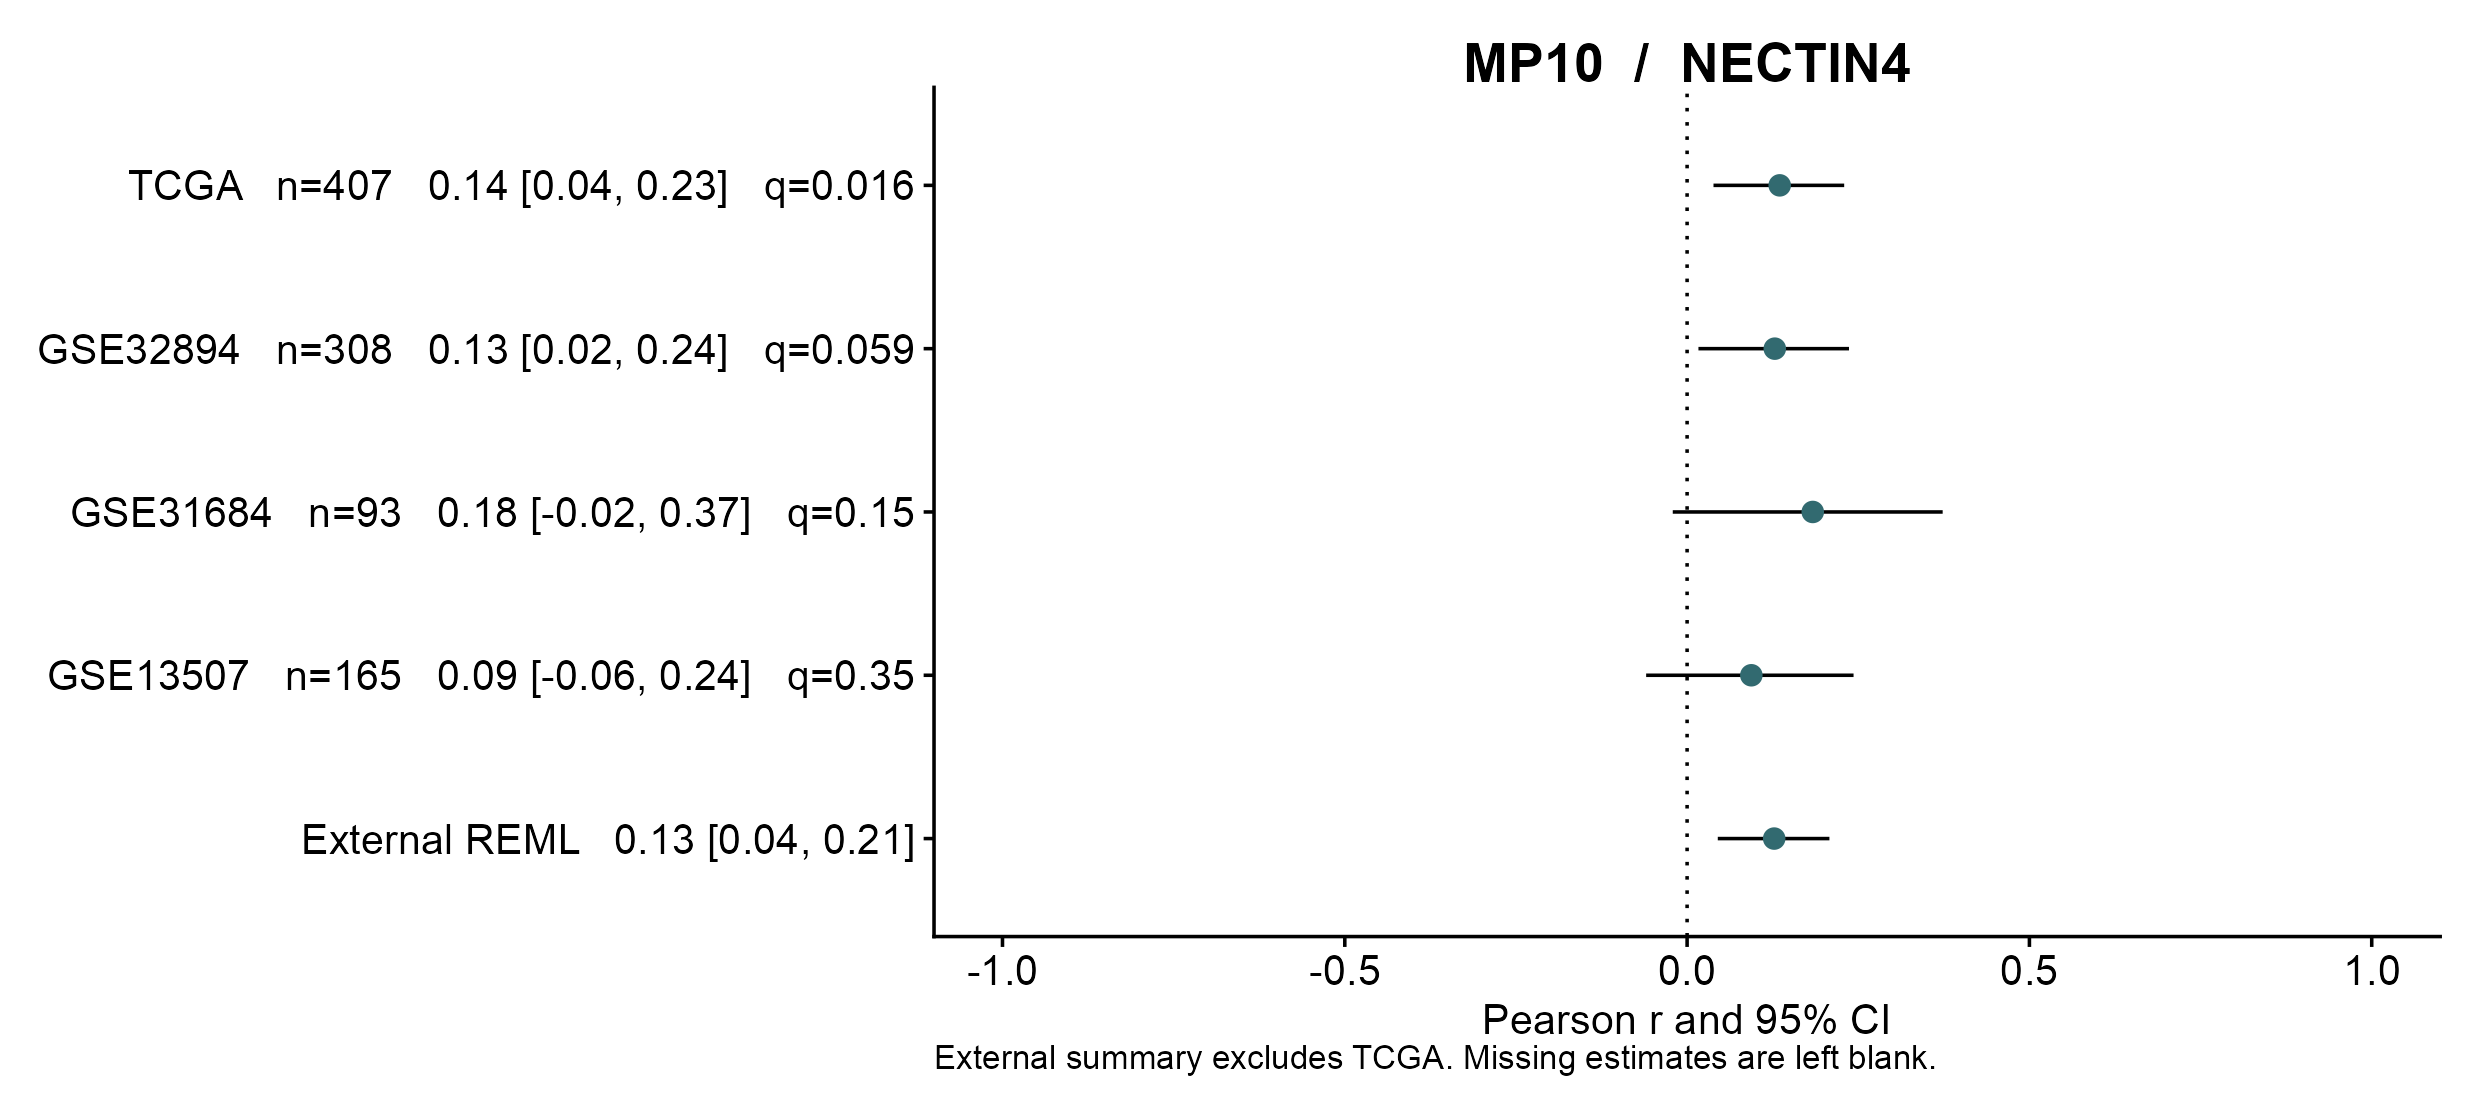 MP10 / NECTIN4
TCGA n=407 0.14 [0.04, 0.23] q=0.016
GSE32894 n=308 0.13 [0.02, 0.24] q=0.059
GSE31684 n=93 0.18 [-0.02, 0.37] q=0.15
GSE13507 n=165 0.09 [-0.06, 0.24] q=0.35
External REML 0.13 [0.04, 0.21]
-1.0 -0.5 0.0 0.5 1.0
Pearson r and 95% CI
External summary excludes TCGA. Missing estimates are left blank.